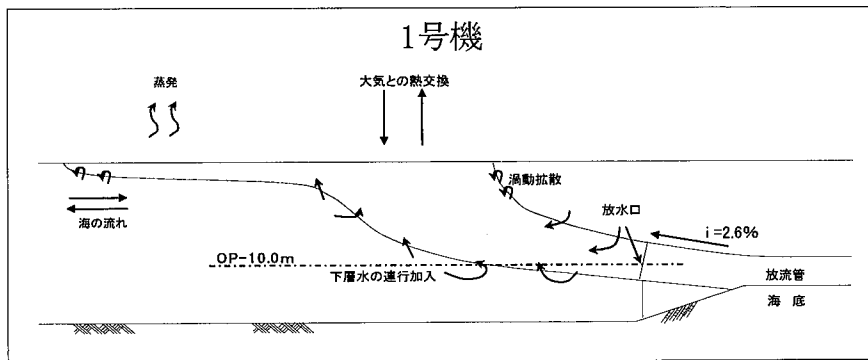 1号機
蒸発
大気との熱交換
渦動拡散
放水口
海の流れ
i=2.6%
OP-10.0m
下層水の連行加入
放流管
海 底